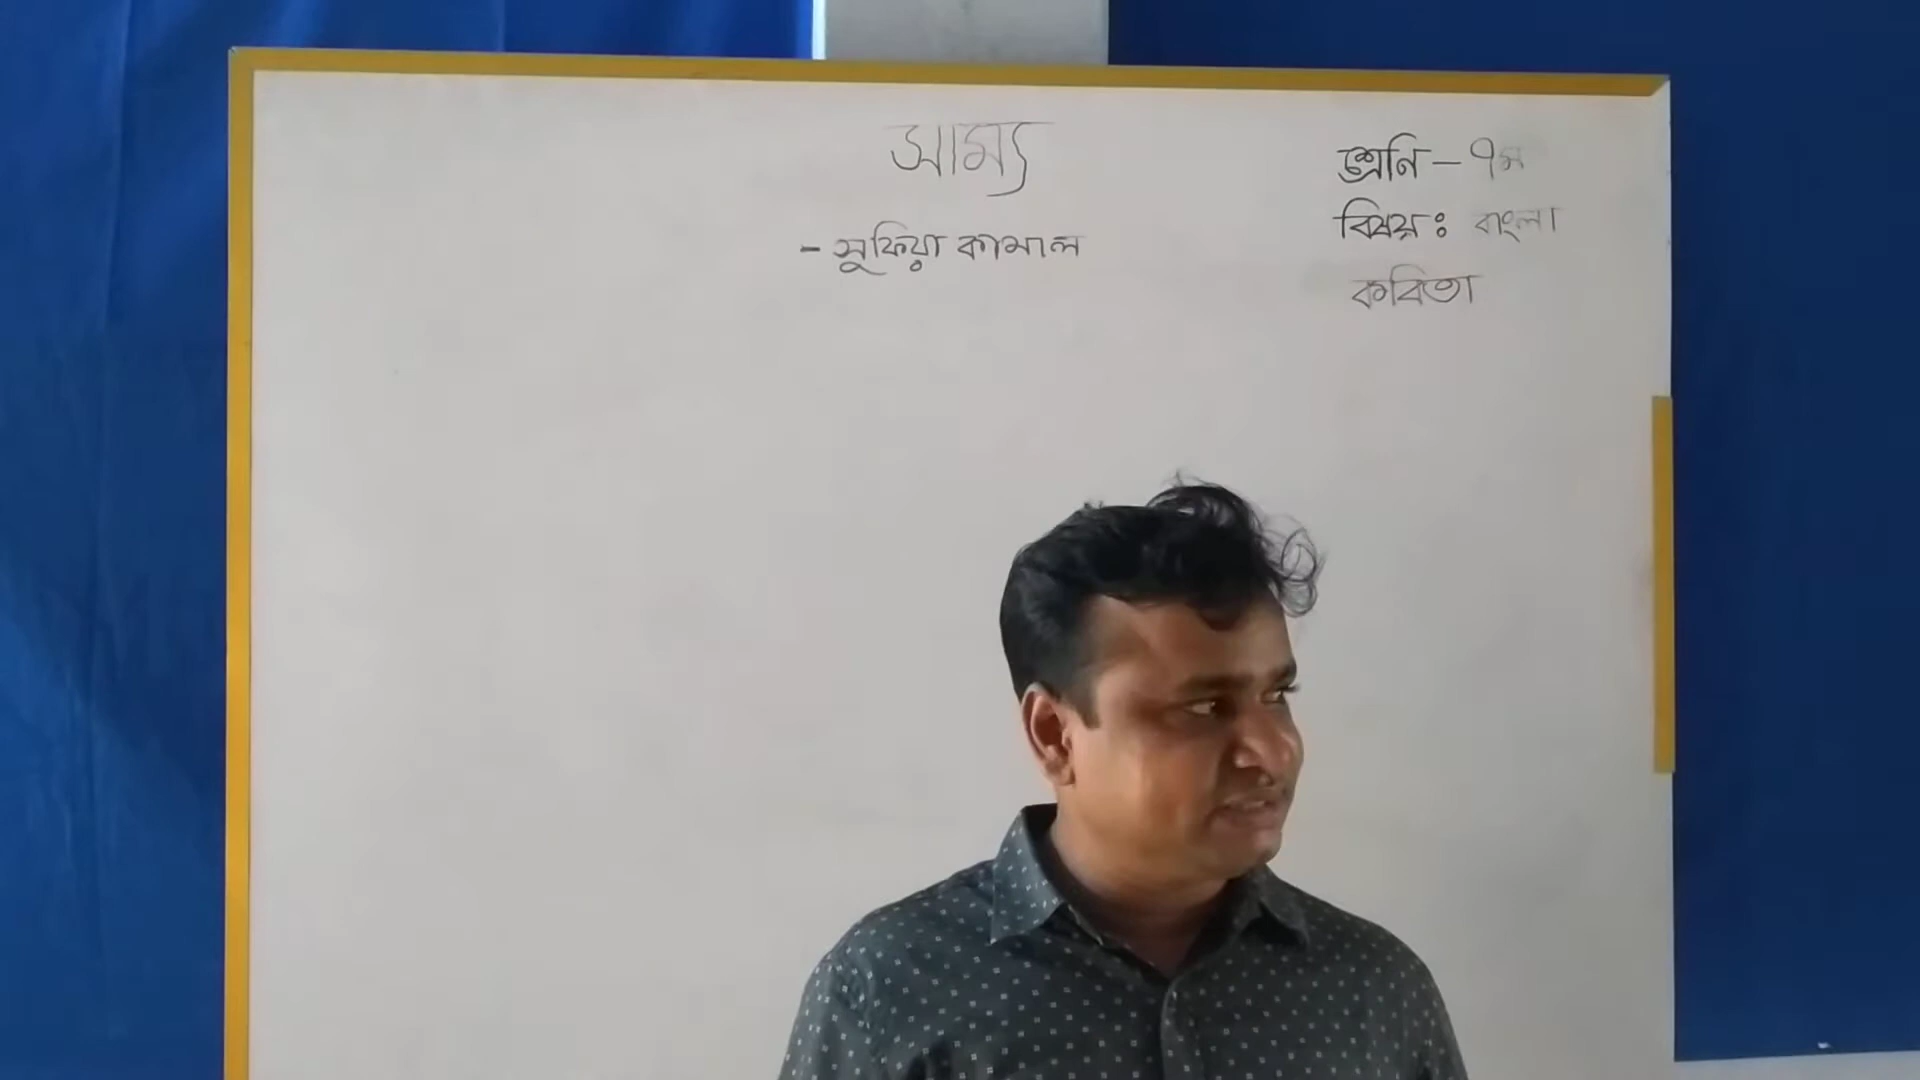 সাম্য
- সুফিয়া কামাল
শ্রেনি - ৭ম
বিষয়ঃ বাংলা
কবিতা